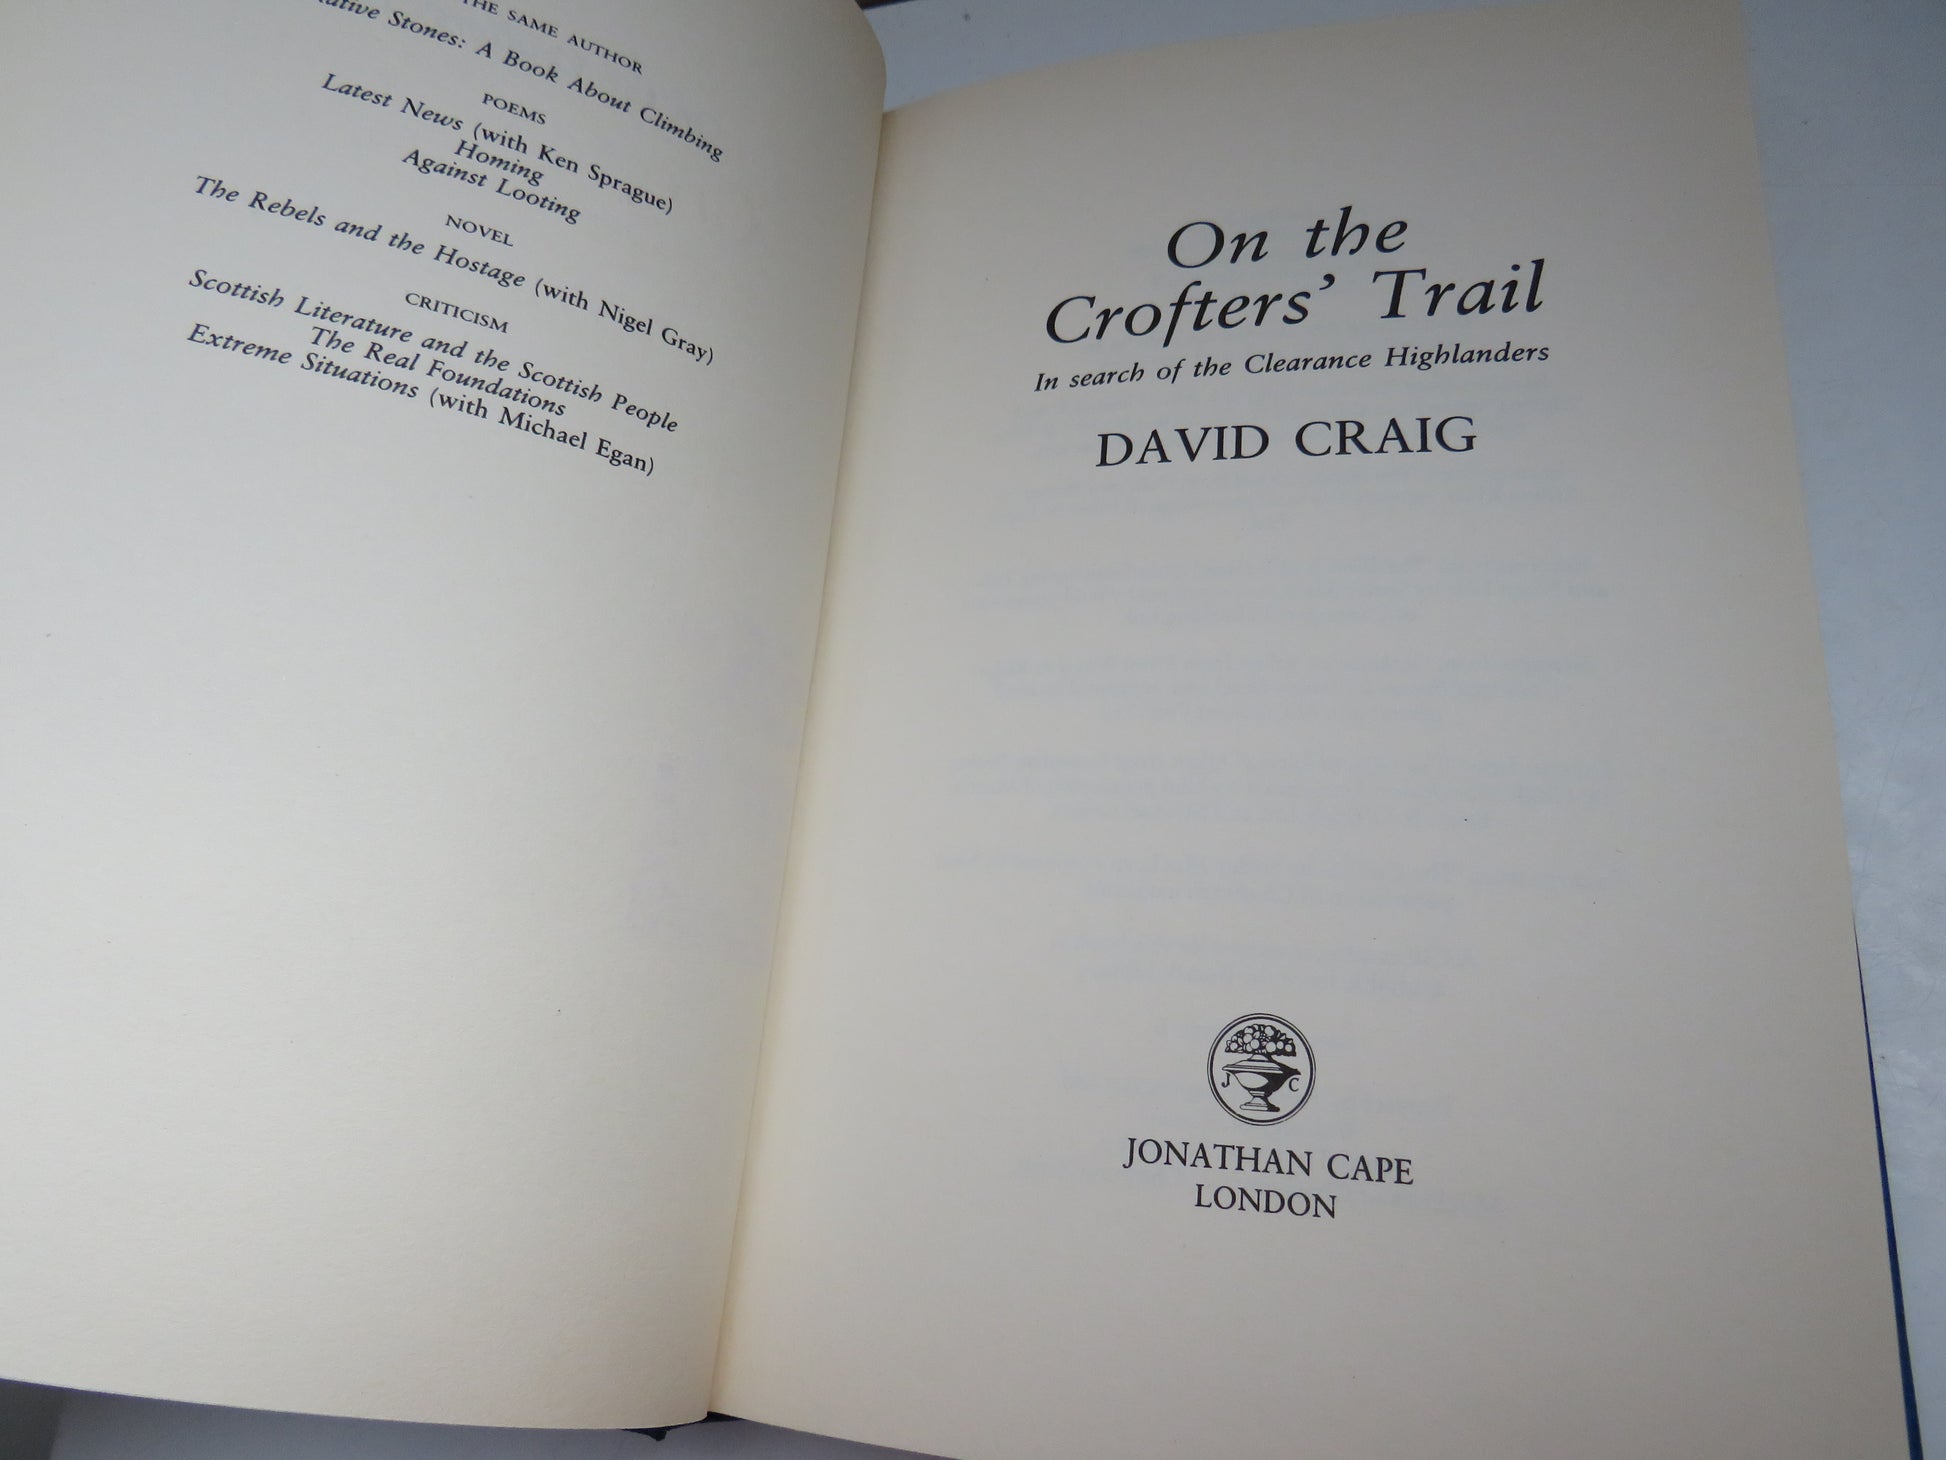 THE SAME AUTHOR
Stones: A Book About Climbing
POEMS
Latest News (with Ken Sprague)
Homing
Against Looting
NOVEL
The Rebels and the Hostage (with Nigel Gray)
CRITICISM
Scottish Literature and the Scottish People
The Real Foundations
Extreme Situations (with Michael Egan)
On the
Crofters' Trail
In search of the Clearance Highlanders
DAVID CRAIG
J C
JONATHAN CAPE
LONDON